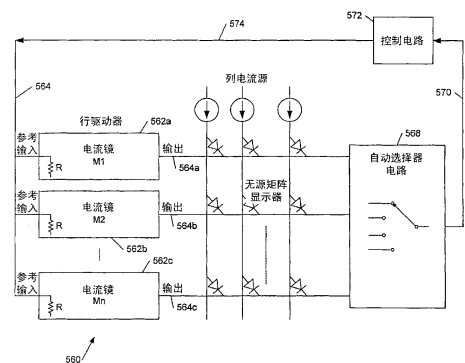 574
572
控制电路
564
列电流源
570
行驱动器
562a
568
参考
输入
R
电流镜
M1
输出
564a
自动选择器
电路
无源矩阵
显示器
参考
输入
R
电流镜
M2
输出
564b
562b
562c
参考
输入
R
电流镜
Mn
输出
564c
560